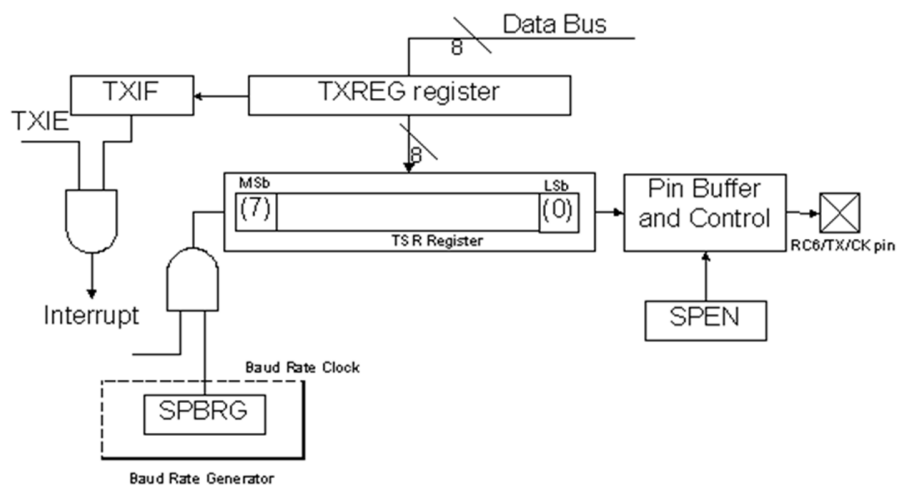 Data Bus
8
TXIF
TXREG register
TXIE
8
MSb
LSb
(7)
(0)
TSR Register
Pin Buffer
and Control
RC6/TX/CK pin
Interrupt
SPEN
Baud Rate Clock
SPBRG
Baud Rate Generator